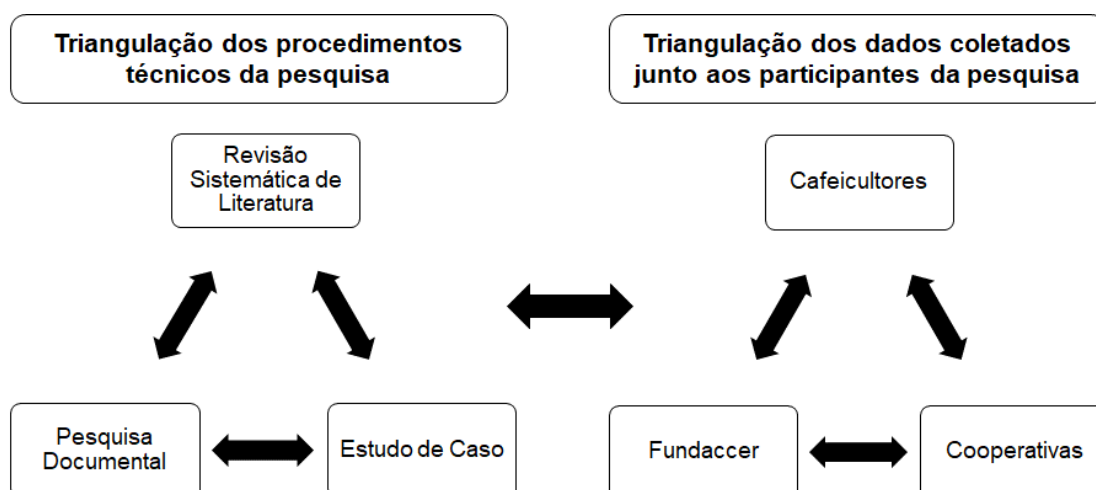 Triangulação dos procedimentos
técnicos da pesquisa
Triangulação dos dados coletados
junto aos participantes da pesquisa
Revisão
Sistemática de
Literatura
Cafeicultores
Pesquisa
Documental
Estudo de Caso
Fundaccer
Cooperativas